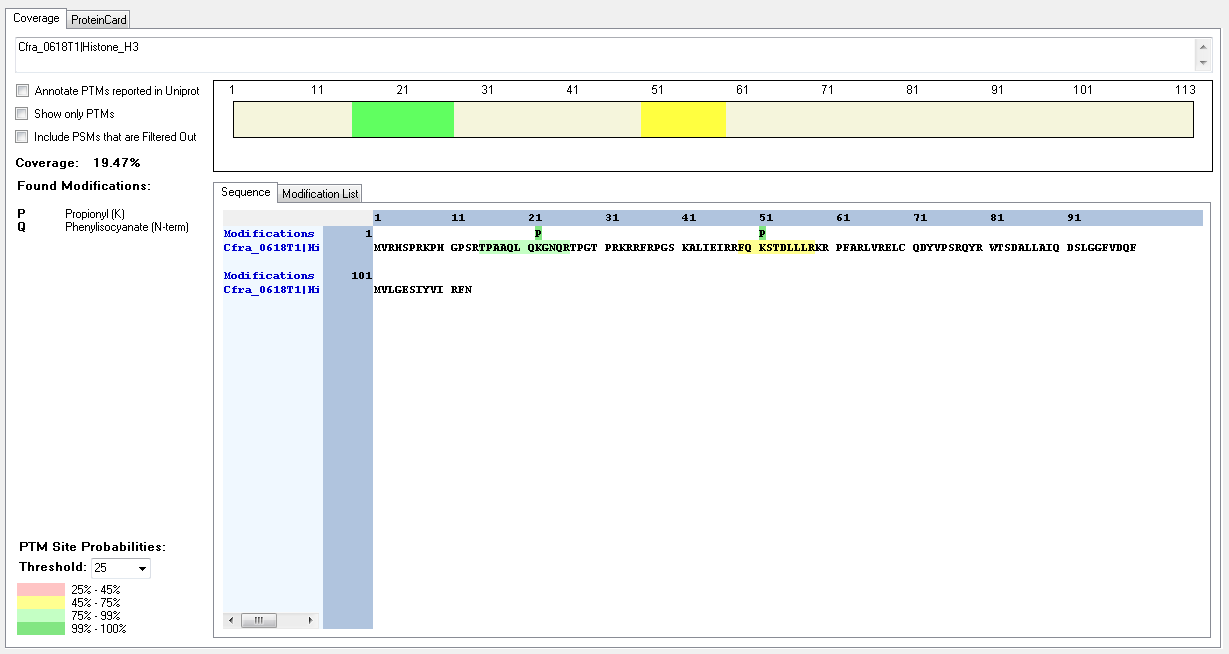 Coverage ProteinCard
Cfra_0618T1|Histone_H3
Annotate PTMs reported in Uniprot
Show only PTMs
Include PSMs that are Filtered Out
Coverage: 19.47%
Found Modifications:
P Propionyl (K)
Q Phenylisocyanate (N-term)
1 11 21 31 41 51 61 71 81 91 101 113
Sequence Modification List
1 11 21 31 41 51 61 71 81 91
Modifications 1 P P
Cfra_0618T1|Hi MVRHSPRKPH GPSRTPAAQL QKGNQRTPGT PRKRRFRPGS KALIEIRRFQ KSTDLLLRKR PFARLVRELC QDYVPSRQYR WTSDALLAIQ DSLGGFVDQF
Modifications 101
Cfra_0618T1|Hi MVLGESIYVI RFN
PTM Site Probabilities:
Threshold: 25
25% - 45%
45% - 75%
75% - 99%
99% - 100%